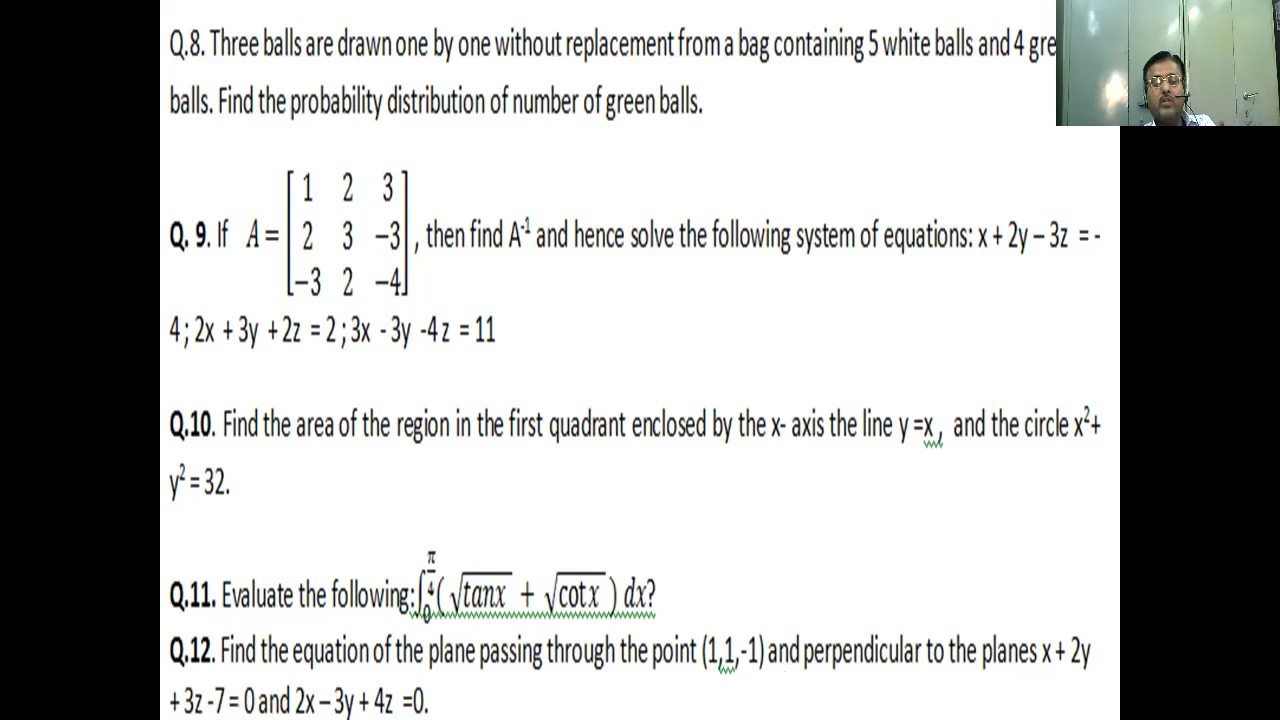 Q.8. Three balls are drawn one by one without replacement from a bag containing 5 white balls and 4 gre
balls. Find the probability distribution of number of green balls.
Q. 9. If A = [1 2 3
2 3 −3
−3 2 −4], then find A⁻¹ and hence solve the following system of equations: x + 2y – 3z = -
4 ; 2x + 3y + 2z = 2 ; 3x - 3y -4 z = 11
Q.10. Find the area of the region in the first quadrant enclosed by the x- axis the line y =x , and the circle x²+
y² = 32.
Q.11. Evaluate the following:∫₀^(π/4)( √tanx + √cotx ) dx?
Q.12. Find the equation of the plane passing through the point (1,1,-1) and perpendicular to the planes x + 2y
+ 3z -7 = 0 and 2x – 3y + 4z =0.